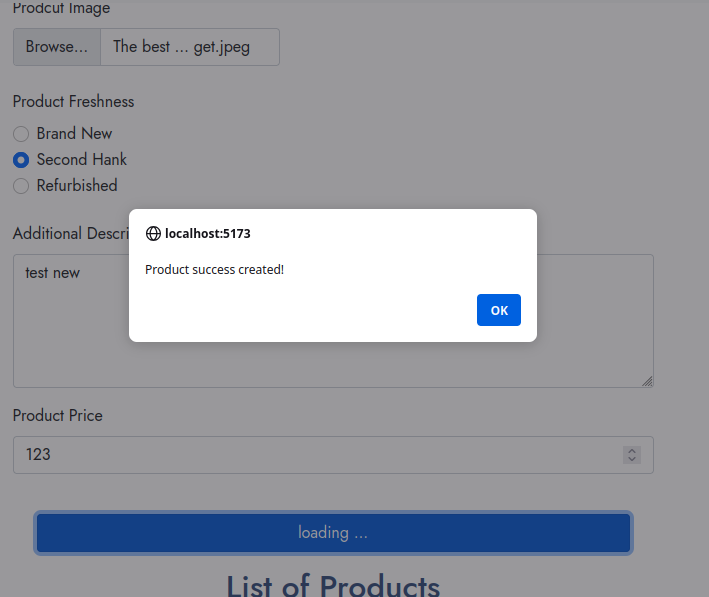 Prodcut Image
Browse... The best ... get.jpeg
Product Freshness
Brand New
Second Hank
Refurbished
Additional Descri
test new
localhost:5173
Product success created!
OK
Product Price
123
loading ...
List of Products